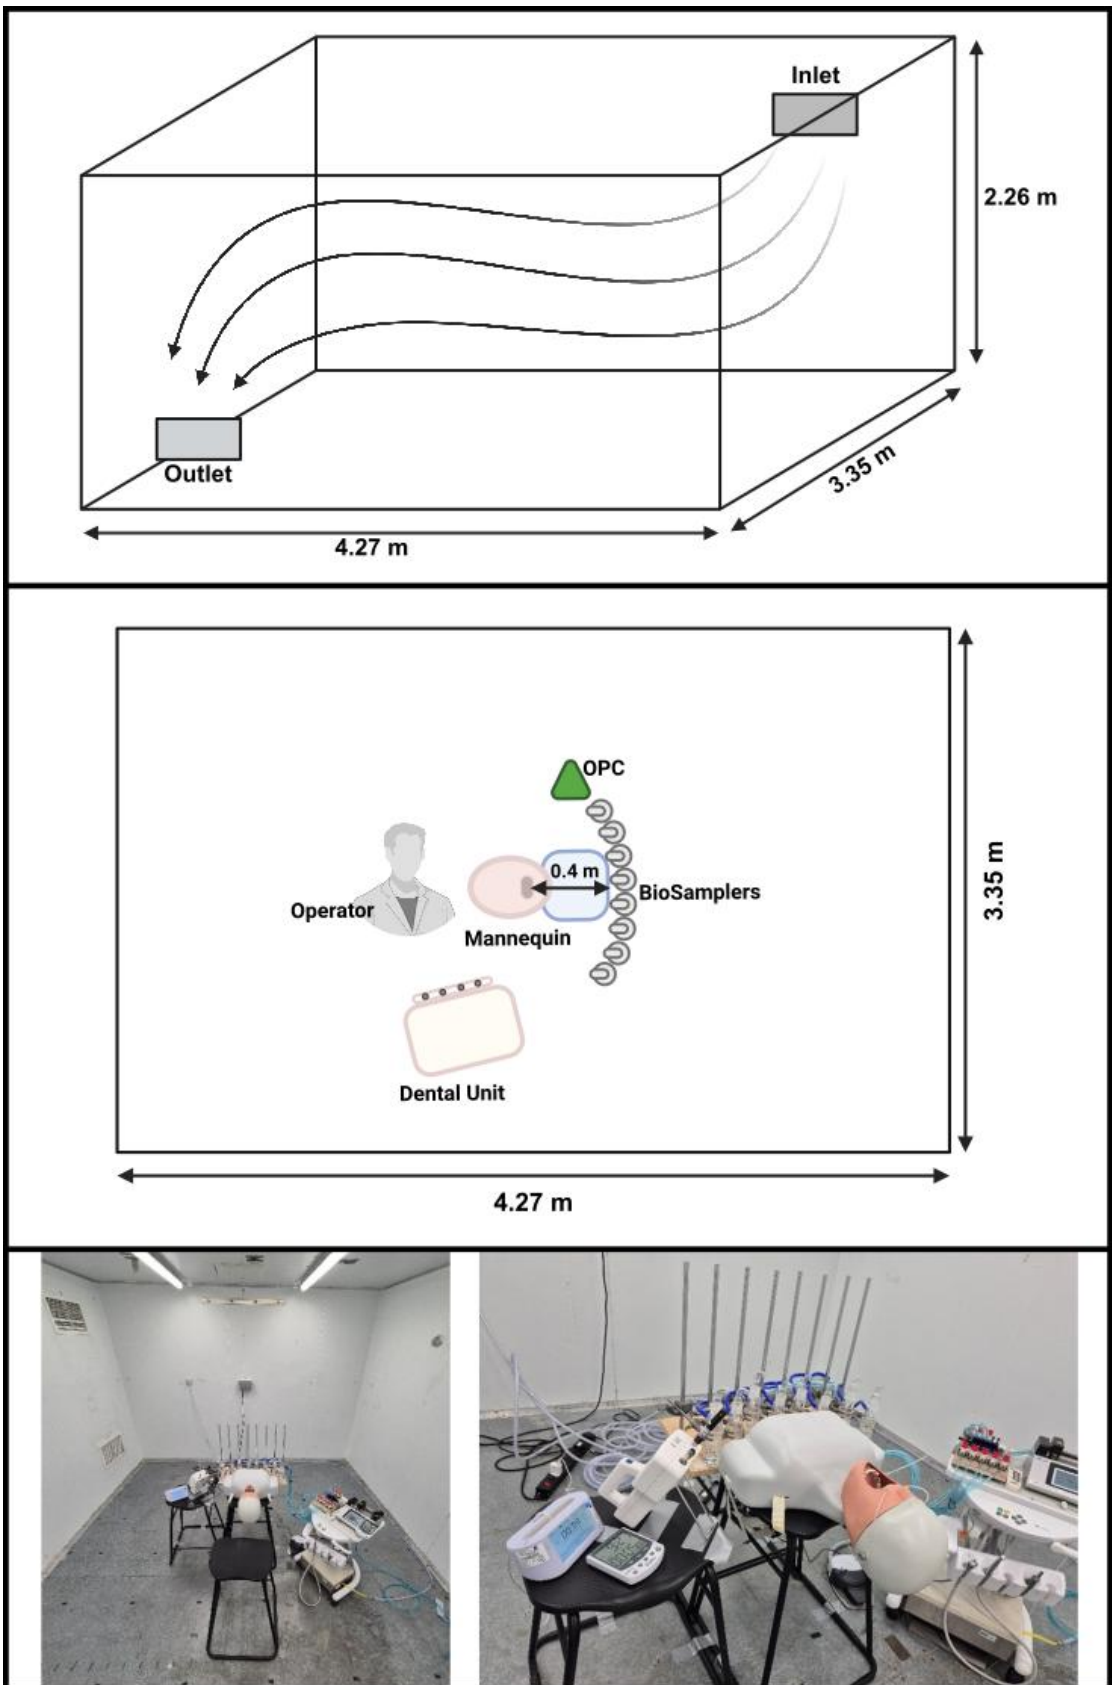 Inlet
2.26 m
3.35 m
Outlet
4.27 m
OPC
0.4 m
BioSamplers
Operator
Mannequin
3.35 m
Dental Unit
4.27 m